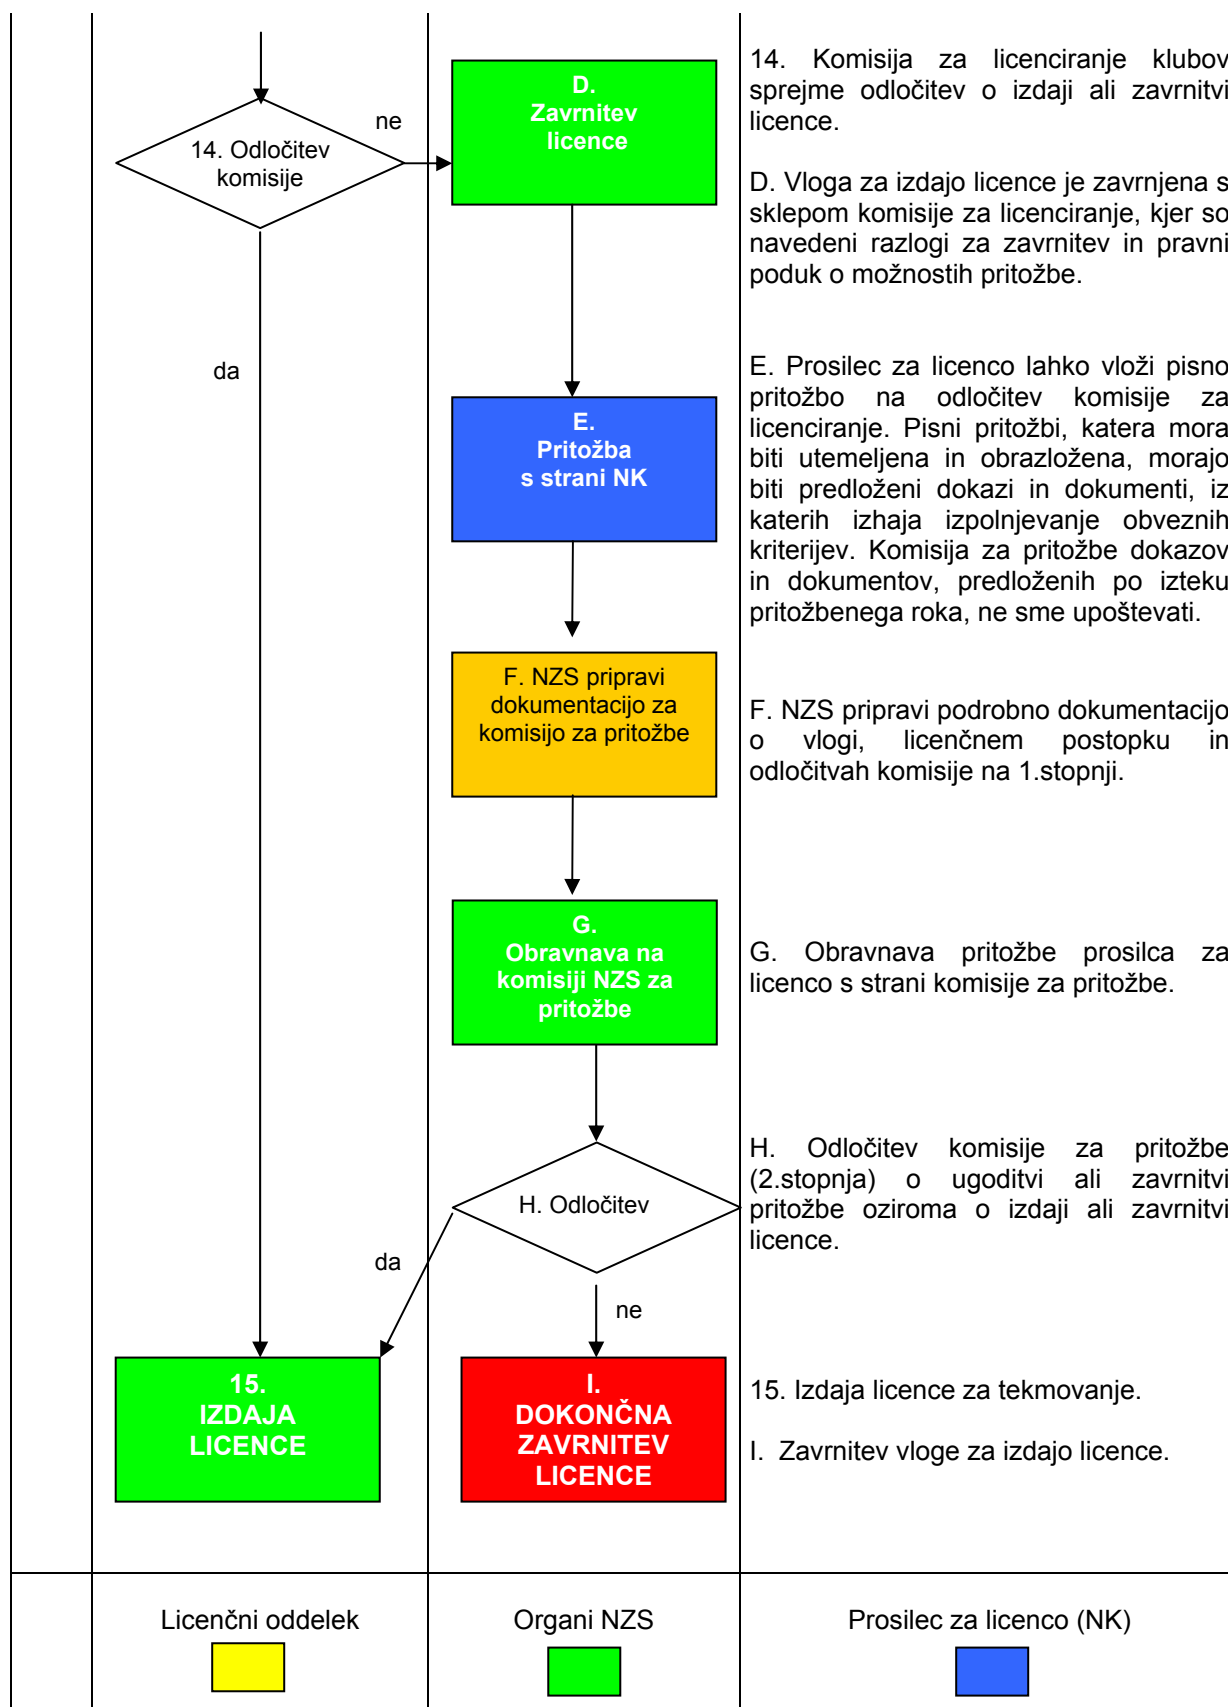 14. Komisija za licenciranje klubov
sprejme odločitev o izdaji ali zavrnitvi
licence.
D.
Zavrnitev
licence
ne
14. Odločitev
komisije
D. Vloga za izdajo licence je zavrnjena s
sklepom komisije za licenciranje, kjer so
navedeni razlogi za zavrnitev in pravni
poduk o možnostih pritožbe.
da
E. Prosilec za licenco lahko vloži pisno
pritožbo na odločitev komisije za
licenciranje. Pisni pritožbi, katera mora
biti utemeljena in obrazložena, morajo
biti predloženi dokazi in dokumenti, iz
katerih izhaja izpolnjevanje obveznih
kriterijev. Komisija za pritožbe dokazov
in dokumentov, predloženih po izteku
pritožbenega roka, ne sme upoštevati.
E.
Pritožba
s strani NK
F. NZS pripravi
dokumentacijo za
komisijo za pritožbe
F. NZS pripravi podrobno dokumentacijo
o vlogi, licenčnem postopku in
odločitvah komisije na 1.stopnji.
G.
Obravnava na
komisiji NZS za
pritožbe
G. Obravnava pritožbe prosilca za
licenco s strani komisije za pritožbe.
H. Odločitev
H. Odločitev komisije za pritožbe
(2.stopnja) o ugoditvi ali zavrnitvi
pritožbe oziroma o izdaji ali zavrnitvi
licence.
da
ne
15.
IZDAJA
LICENCE
I.
DOKONČNA
ZAVRNITEV
LICENCE
15. Izdaja licence za tekmovanje.
I. Zavrnitev vloge za izdajo licence.
Licenčni oddelek
Organi NZS
Prosilec za licenco (NK)